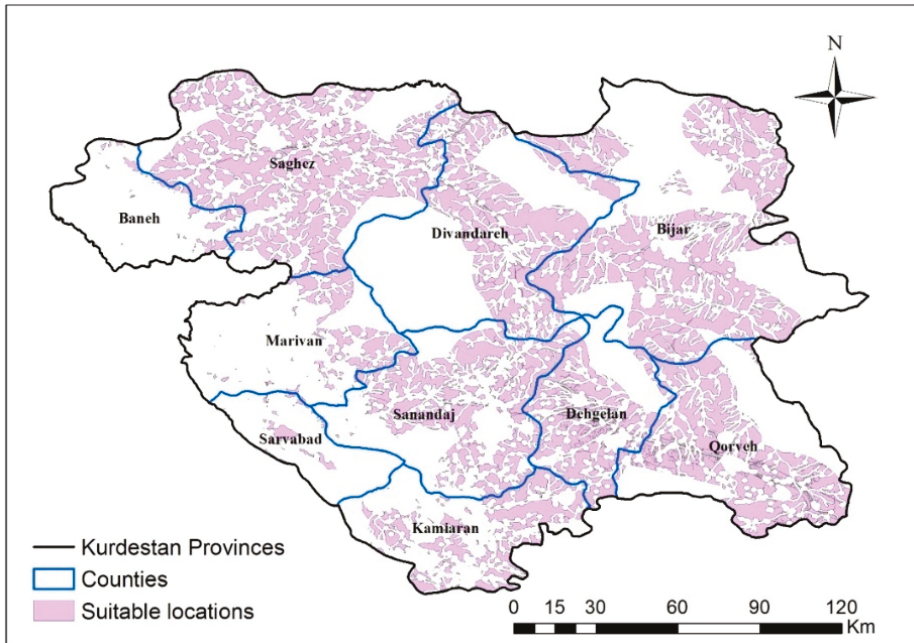 N
Saghez
Baneh
Divandareh
Bijar
Marivan
Sanandaj
Dehgelan
Sarvabad
Qorveh
Kamiaran
Kurdestan Provinces
Counties
Suitable locations
0 15 30 60 90 120
Km